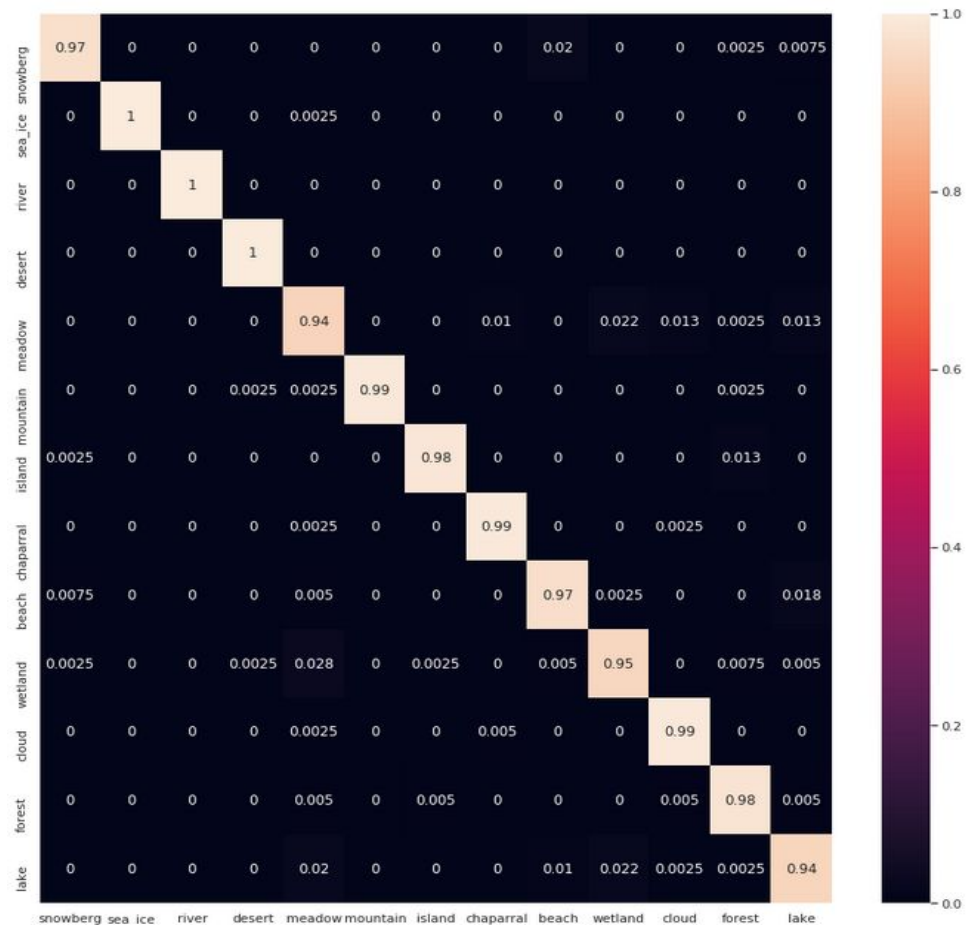 1.0
0.97 0 0 0 0 0 0 0 0.02 0 0 0.0025 0.0075
snowberg
0 1 0 0 0.0025 0 0 0 0 0 0 0 0
sea_ice
0 0 1 0 0 0 0 0 0 0 0 0 0
river
0.8
0 0 0 1 0 0 0 0 0 0 0 0 0
desert
0 0 0 0 0.94 0 0 0.01 0 0.022 0.013 0.0025 0.013
meadow
0.6
0 0 0 0.0025 0.0025 0.99 0 0 0 0 0 0.0025 0
mountain
0.0025 0 0 0 0 0 0.98 0 0 0 0 0.013 0
island
0 0 0 0 0.0025 0 0 0.99 0 0 0.0025 0 0
chaparral
0.4
0.0075 0 0 0 0.005 0 0 0 0.97 0.0025 0 0 0.018
beach
0.0025 0 0 0.0025 0.028 0 0.0025 0 0.005 0.95 0 0.0075 0.005
wetland
0.2
0 0 0 0 0.0025 0 0 0.005 0 0 0.99 0 0
cloud
0 0 0 0 0.005 0 0.005 0 0 0 0.005 0.98 0.005
forest
0 0 0 0 0.02 0 0 0 0.01 0.022 0.0025 0.0025 0.94
lake
0.0
snowberg sea ice river desert meadow mountain island chaparral beach wetland cloud forest lake